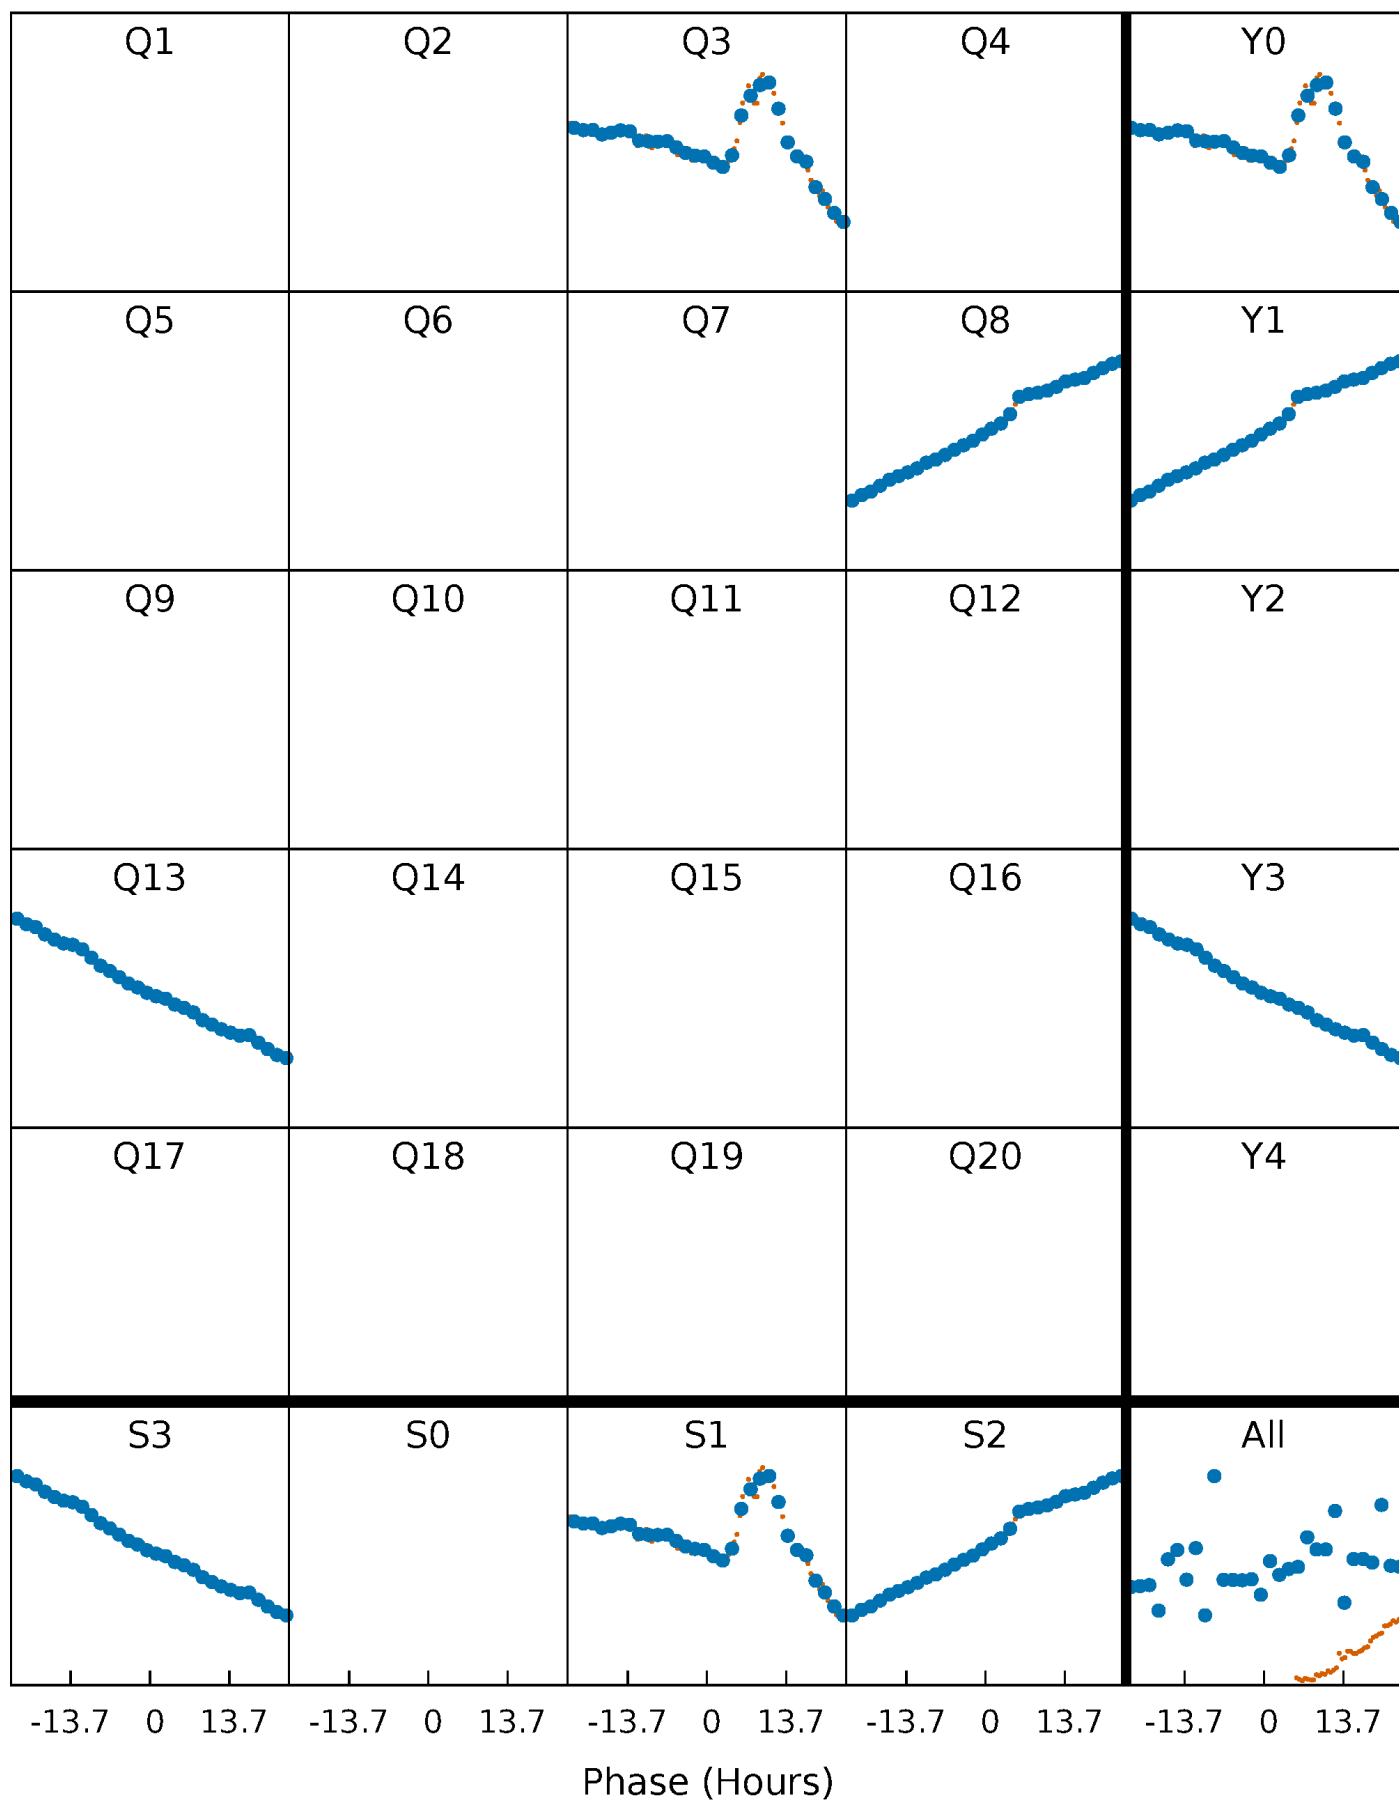 Q1 Q2 Q3 Q4 Y0
Q5 Q6 Q7 Q8 Y1
Q9 Q10 Q11 Q12 Y2
Q13 Q14 Q15 Q16 Y3
Q17 Q18 Q19 Q20 Y4
S3 S0 S1 S2 All
-13.7 0 13.7 -13.7 0 13.7 -13.7 0 13.7 -13.7 0 13.7 -13.7 0 13.7
Phase (Hours)